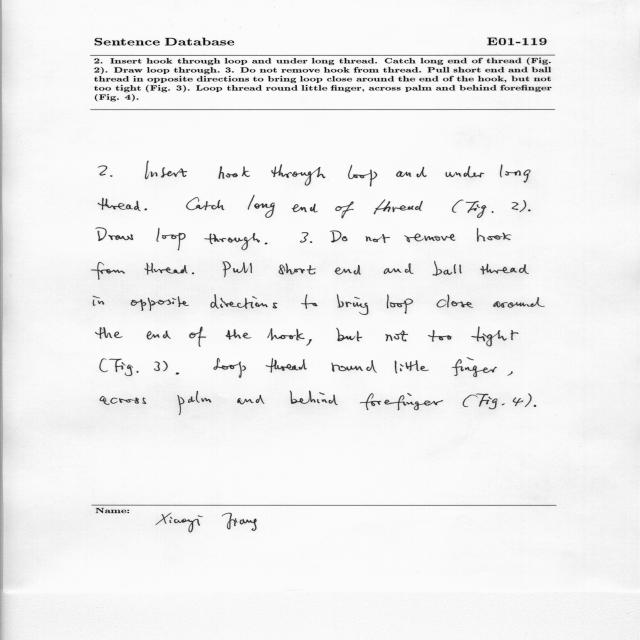 Sentence Database E01-119
2. Insert hook through loop and under long thread. Catch long end of thread (Fig.
2). Draw loop through. 3. Do not remove hook from thread. Pull short end and ball
thread in opposite directions to bring loop close around the end of the hook, but not
too tight (Fig. 3). Loop thread round little finger, across palm and behind forefinger
(Fig. 4).
2. Insert hook through loop and under long
thread. Catch long end of thread (Fig. 2).
Draw loop through. 3. Do not remove hook
from thread. Pull short end and ball thread
in opposite directions to bring loop close around
the end of the hook, but not too tight
(Fig. 3). Loop thread round little finger,
across palm and behind forefinger (Fig. 4).
Name:
Xiaoyi Jiang